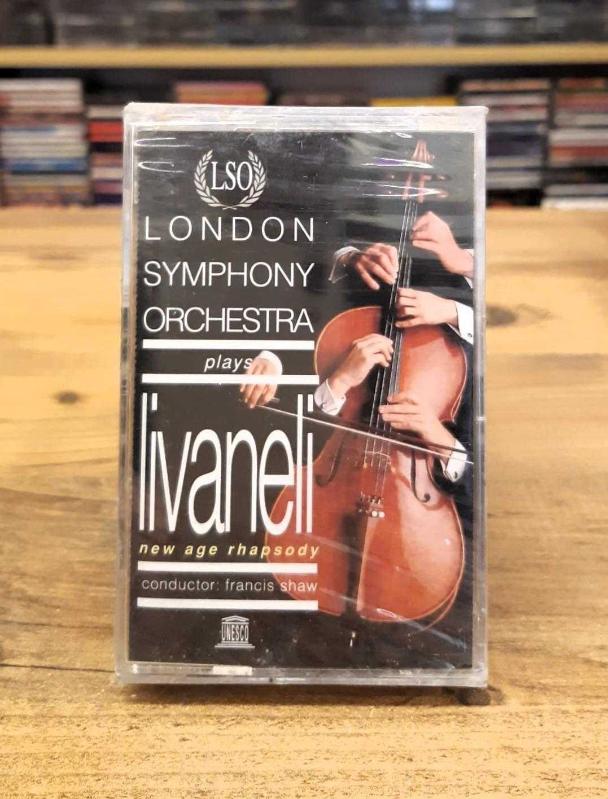 LSO
LONDON
SYMPHONY
ORCHESTRA
plays
livaneli
new age rhapsody
conductor: francis shaw
UNESCO